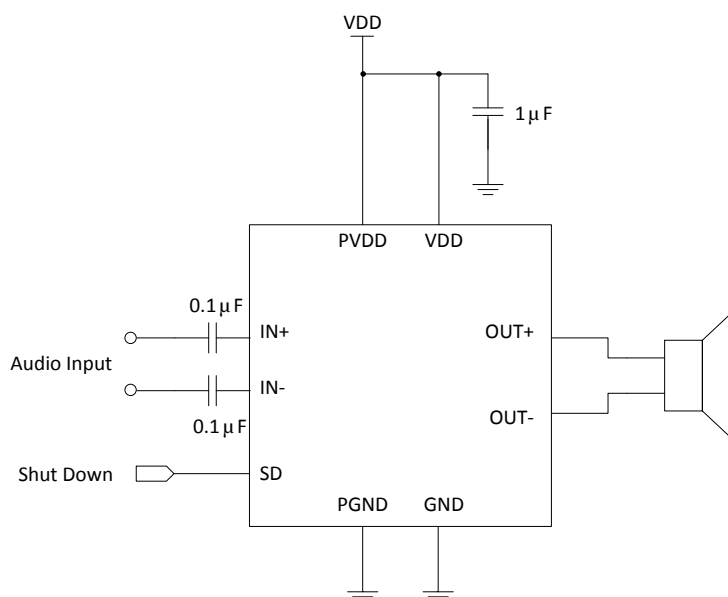 VDD
1μF
PVDD VDD
0.1μF
IN+ OUT+
Audio Input
IN-
OUT-
0.1μF
Shut Down SD
PGND GND